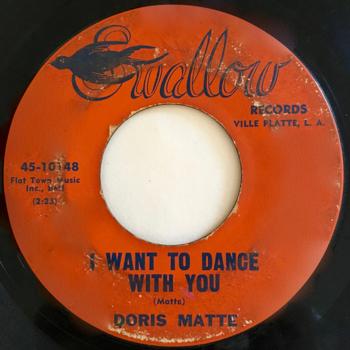 Swallow
RECORDS
VILLE PLATTE, L. A.
45-10148
Flat Town Music
Inc., BMI
(2:23)
I WANT TO DANCE
WITH YOU
(Matte)
DORIS MATTE